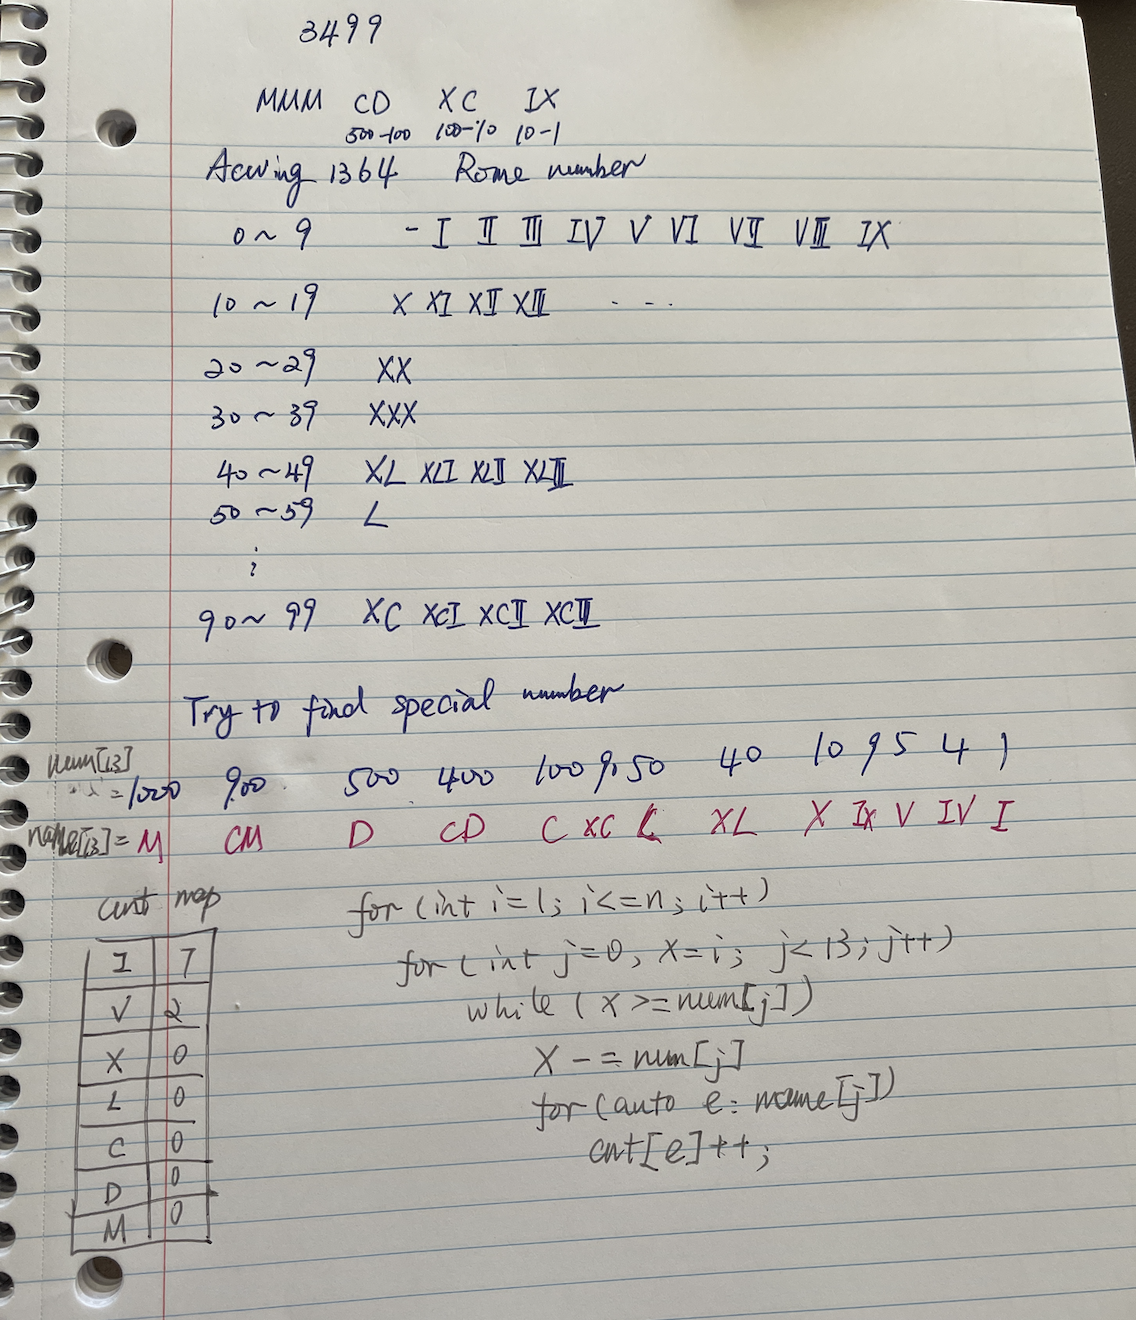 3499
MMM CD XC IX
500-100 100-10 10-1
Acwing 1364 Rome number
0~9 - I II III IV V VI VII VIII IX
10~19 X XI XII XIII ...
20~29 XX
30~39 XXX
40~49 XL XLI XLII XLIII
50~59 L
⋮
90~99 XC XCI XCII XCIII
Try to find special number
num[13]
=1000 900 500 400 100 90 50 40 10 9 5 4 1
name[13]= M CM D CD C XC L XL X IX V IV I
cnt map
I 7
V 2
X 0
L 0
C 0
D 0
M 0
for (int i=1; i<=n; i++)
for (int j=0, x=i; j<13; j++)
while (x >= num[j])
x -= num[j]
for (auto e: name[j])
cnt[e]++;